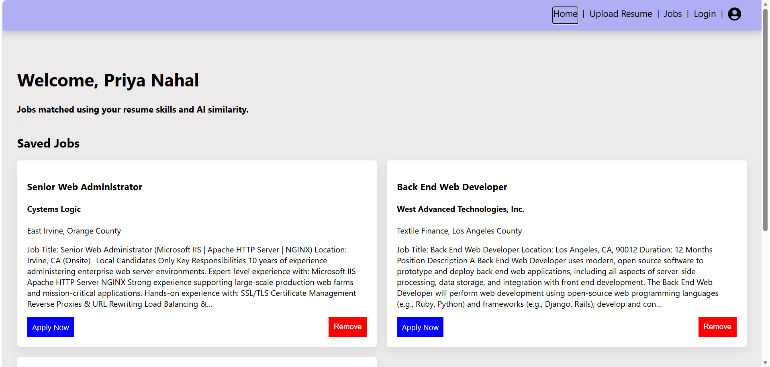 Home | Upload Resume | Jobs | Login |
Welcome, Priya Nahal
Jobs matched using your resume skills and AI similarity.
Saved Jobs
Senior Web Administrator
Cystems Logic
East Irvine, Orange County
Job Title: Senior Web Administrator (Microsoft IIS | Apache HTTP Server | NGINX) Location:
Irvine, CA (Onsite) Local Candidates Only Key Responsibilities 10 years of experience
administering enterprise web server environments. Expert-level experience with: Microsoft IIS
Apache HTTP Server NGINX Strong experience supporting large-scale production web farms
and mission-critical applications. Hands-on experience with: SSL/TLS Certificate Management
Reverse Proxies & URL Rewriting Load Balancing &...
Apply Now
Remove
Back End Web Developer
West Advanced Technologies, Inc.
Textile Finance, Los Angeles County
Job Title: Back End Web Developer Location: Los Angeles, CA, 90012 Duration: 12 Months
Position Description A Back End Web Developer uses modern, open source software to
prototype and deploy back end web applications, including all aspects of server-side
processing, data storage, and integration with front end development. The Back End Web
Developer will perform web development using open-source web programming languages
(e.g., Ruby, Python) and frameworks (e.g., Django, Rails); develop and con...
Apply Now
Remove